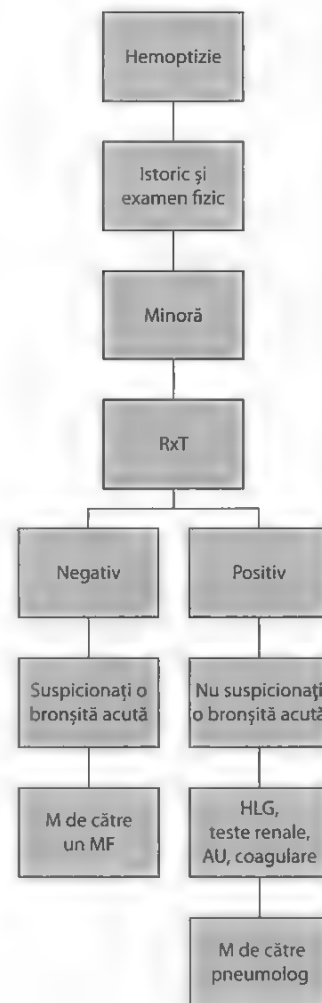 Hemoptizie
Istoric și
examen fizic
Minoră
RxT
Negativ
Pozitiv
Suspicionați o
bronșită acută
Nu suspicionați
o bronșită acută
M de către
un MF
HLG,
teste renale,
AU, coagulare
M de către
pneumolog